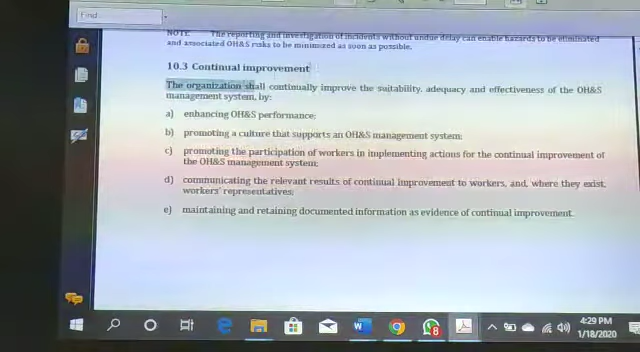 Find
NOTE The reporting and investigation of incidents without undue delay can enable hazards to be eliminated
and associated OH&S risks to be minimized as soon as possible.
10.3 Continual improvement
The organization shall continually improve the suitability, adequacy and effectiveness of the OH&S
management system, by:
a) enhancing OH&S performance;
b) promoting a culture that supports an OH&S management system;
c) promoting the participation of workers in implementing actions for the continual improvement of
the OH&S management system;
d) communicating the relevant results of continual improvement to workers, and, where they exist,
workers' representatives;
e) maintaining and retaining documented information as evidence of continual improvement.
8
4:29 PM
1/18/2020